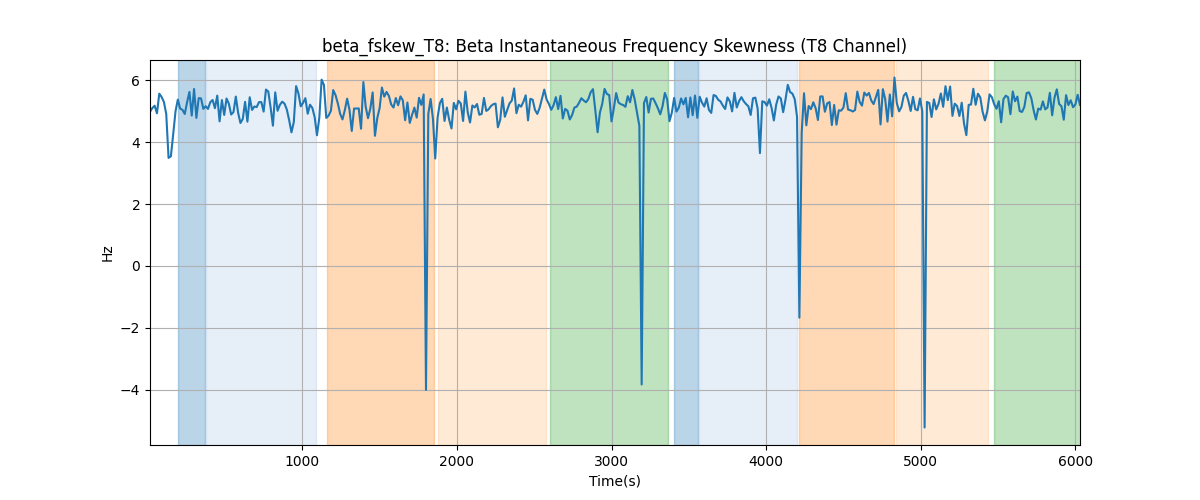 beta_fskew_T8: Beta Instantaneous Frequency Skewness (T8 Channel)
6
4
2
0
−2
−4
Hz
1000 2000 3000 4000 5000 6000
Time(s)